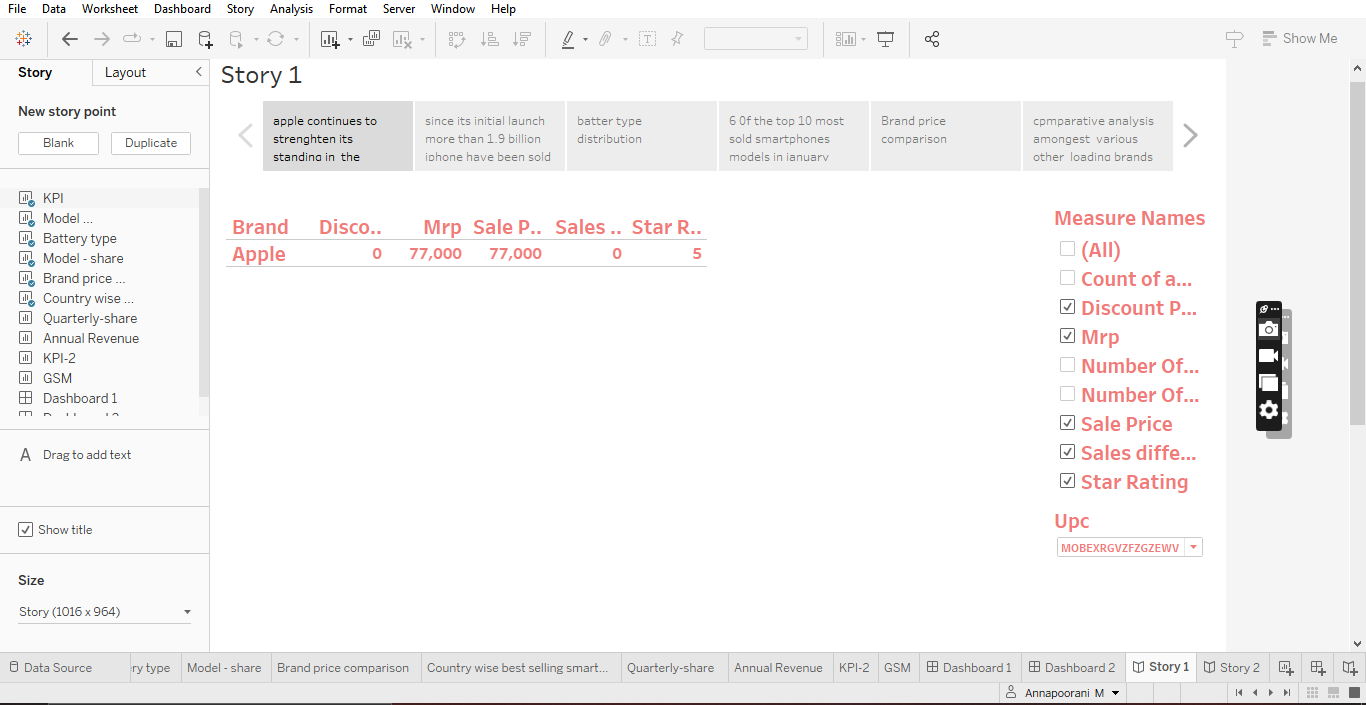 File Data Worksheet Dashboard Story Analysis Format Server Window Help
Show Me
Story Layout
New story point
Blank Duplicate
KPI
Model ...
Battery type
Model - share
Brand price ...
Country wise ...
Quarterly-share
Annual Revenue
KPI-2
GSM
Dashboard 1
Drag to add text
Show title
Size
Story (1016 x 964)
Story 1
apple continues to
strenghten its
standing in the
since its initial launch
more than 1.9 billion
iphone have been sold
batter type
distribution
6 0f the top 10 most
sold smartphones
models in january
Brand price
comparison
cpmparative analysis
amongest various
other loading brands
Brand Disco.. Mrp Sale P.. Sales .. Star R..
Apple 0 77,000 77,000 0 5
Measure Names
(All)
Count of a...
Discount P...
Mrp
Number Of...
Number Of...
Sale Price
Sales diffe...
Star Rating
Upc
MOBEXRGVZFZGZEWV
Data Source ry type Model - share Brand price comparison Country wise best selling smart... Quarterly-share Annual Revenue KPI-2 GSM Dashboard 1 Dashboard 2 Story 1 Story 2
Annapoorani M